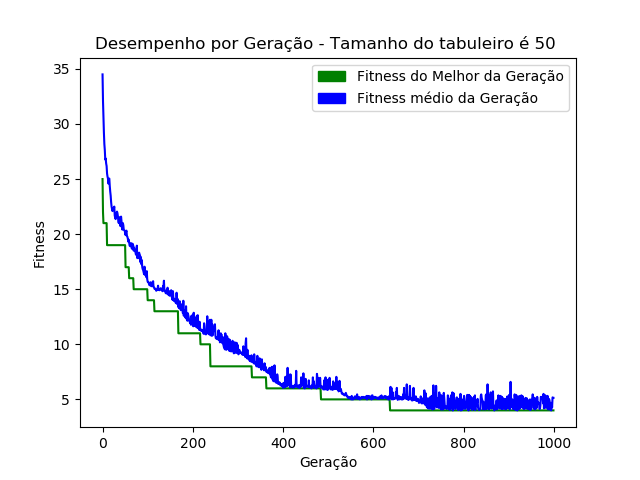 Desempenho por Geração - Tamanho do tabuleiro é 50
Fitness do Melhor da Geração
Fitness médio da Geração
35
30
25
20
15
10
5
Fitness
0 200 400 600 800 1000
Geração